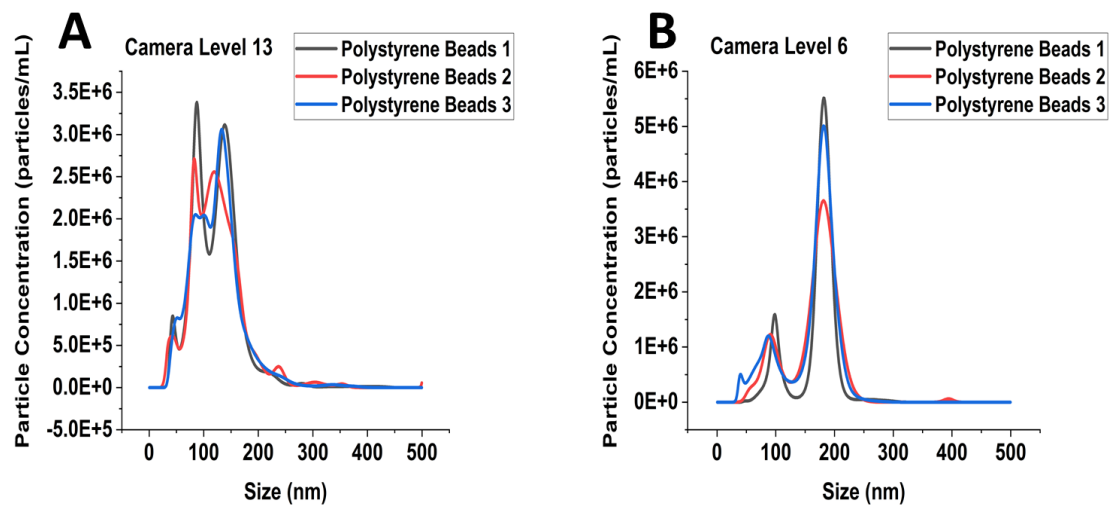 A
Camera Level 13
Polystyrene Beads 1
Polystyrene Beads 2
Polystyrene Beads 3
Particle Concentration (particles/mL)
3.5E+6
3.0E+6
2.5E+6
2.0E+6
1.5E+6
1.0E+6
5.0E+5
0.0E+0
-5.0E+5
0 100 200 300 400 500
Size (nm)
B
Camera Level 6
Polystyrene Beads 1
Polystyrene Beads 2
Polystyrene Beads 3
Particle Concentration (particles/mL)
6E+6
5E+6
4E+6
3E+6
2E+6
1E+6
0E+0
0 100 200 300 400 500
Size (nm)